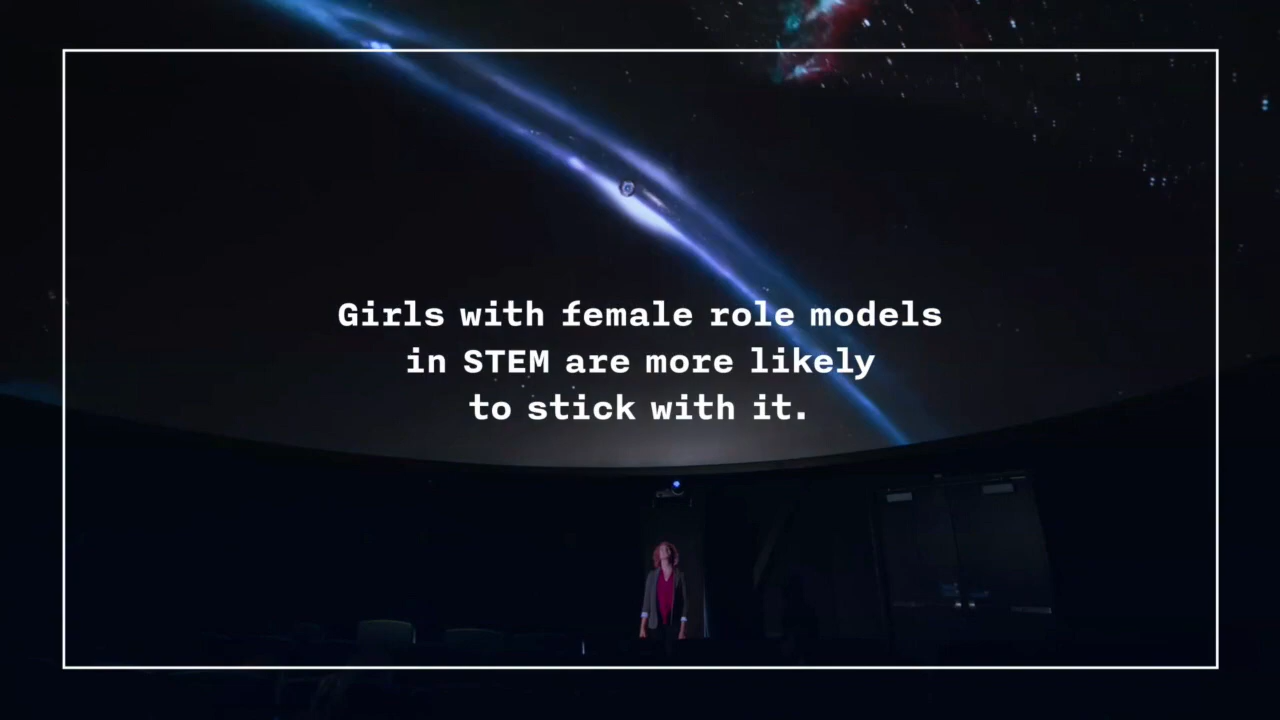 Girls with female role models
in STEM are more likely
to stick with it.